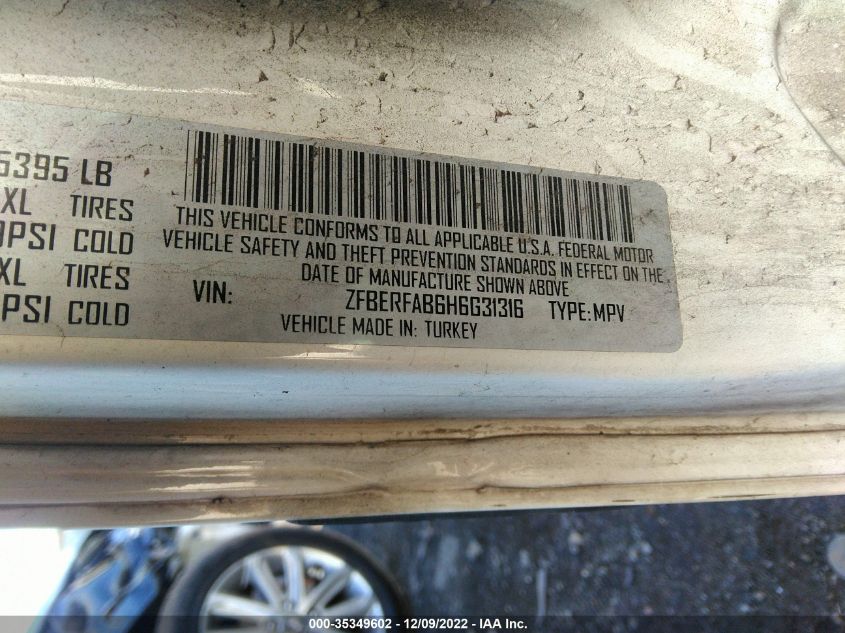 5395 LB
XL TIRES
PSI COLD
XL TIRES
PSI COLD
THIS VEHICLE CONFORMS TO ALL APPLICABLE U.S.A. FEDERAL MOTOR
VEHICLE SAFETY AND THEFT PREVENTION STANDARDS IN EFFECT ON THE
DATE OF MANUFACTURE SHOWN ABOVE
VIN: ZFBERFAB6H6G31316 TYPE: MPV
VEHICLE MADE IN: TURKEY
000-35349602 - 12/09/2022 - IAA Inc.